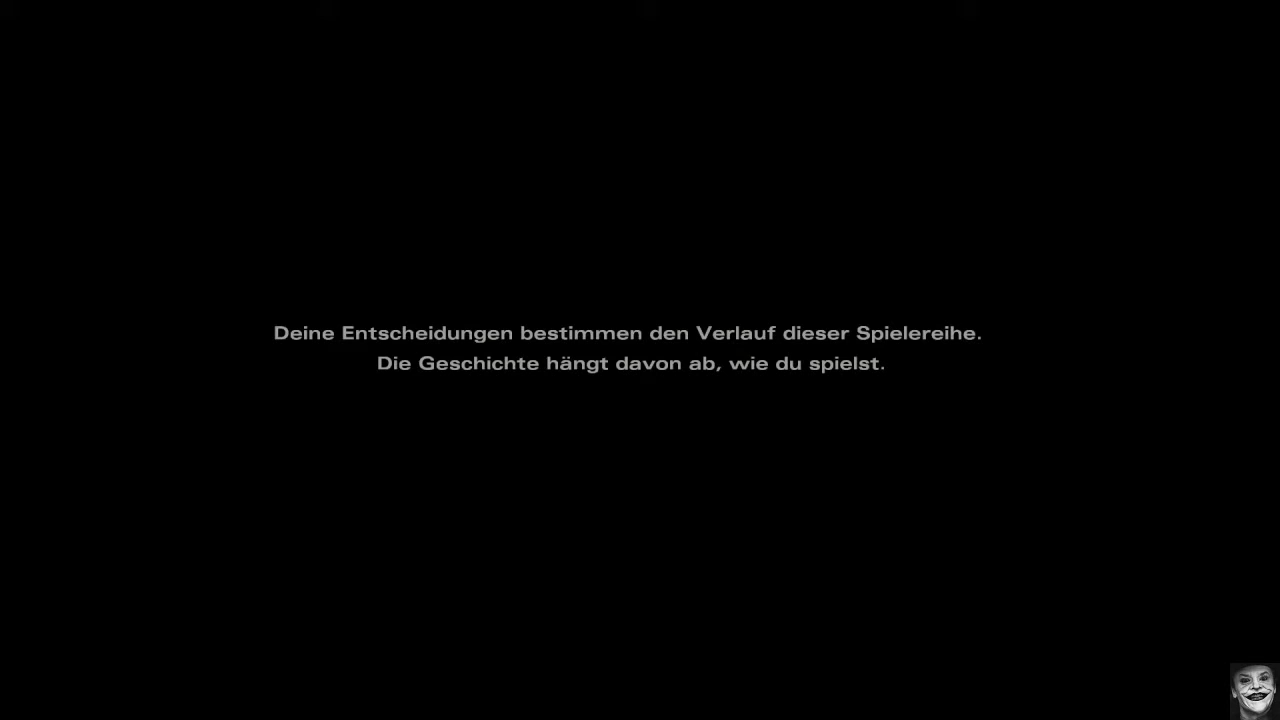 Deine Entscheidungen bestimmen den Verlauf dieser Spielereihe.
Die Geschichte hängt davon ab, wie du spielst.